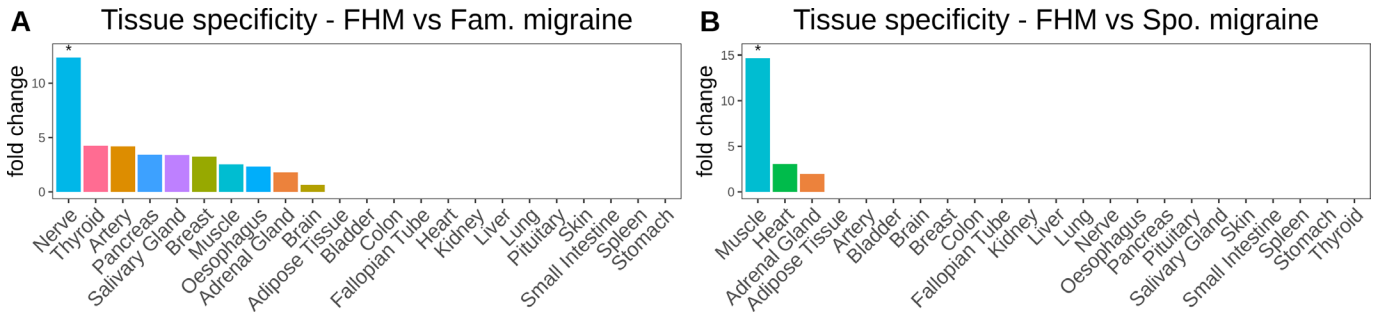 A
Tissue specificity - FHM vs Fam. migraine
fold change
10
5
0
*
Nerve
Thyroid
Artery
Pancreas
Salivary Gland
Breast
Muscle
Oesophagus
Adrenal Gland
Brain
Adipose Tissue
Bladder
Colon
Fallopian Tube
Heart
Kidney
Liver
Lung
Pituitary
Skin
Small Intestine
Spleen
Stomach
B
Tissue specificity - FHM vs Spo. migraine
fold change
15
10
5
0
*
Muscle
Heart
Adrenal Gland
Adipose Tissue
Artery
Bladder
Brain
Breast
Colon
Fallopian Tube
Kidney
Liver
Lung
Nerve
Oesophagus
Pancreas
Pituitary
Salivary Gland
Skin
Small Intestine
Spleen
Stomach
Thyroid